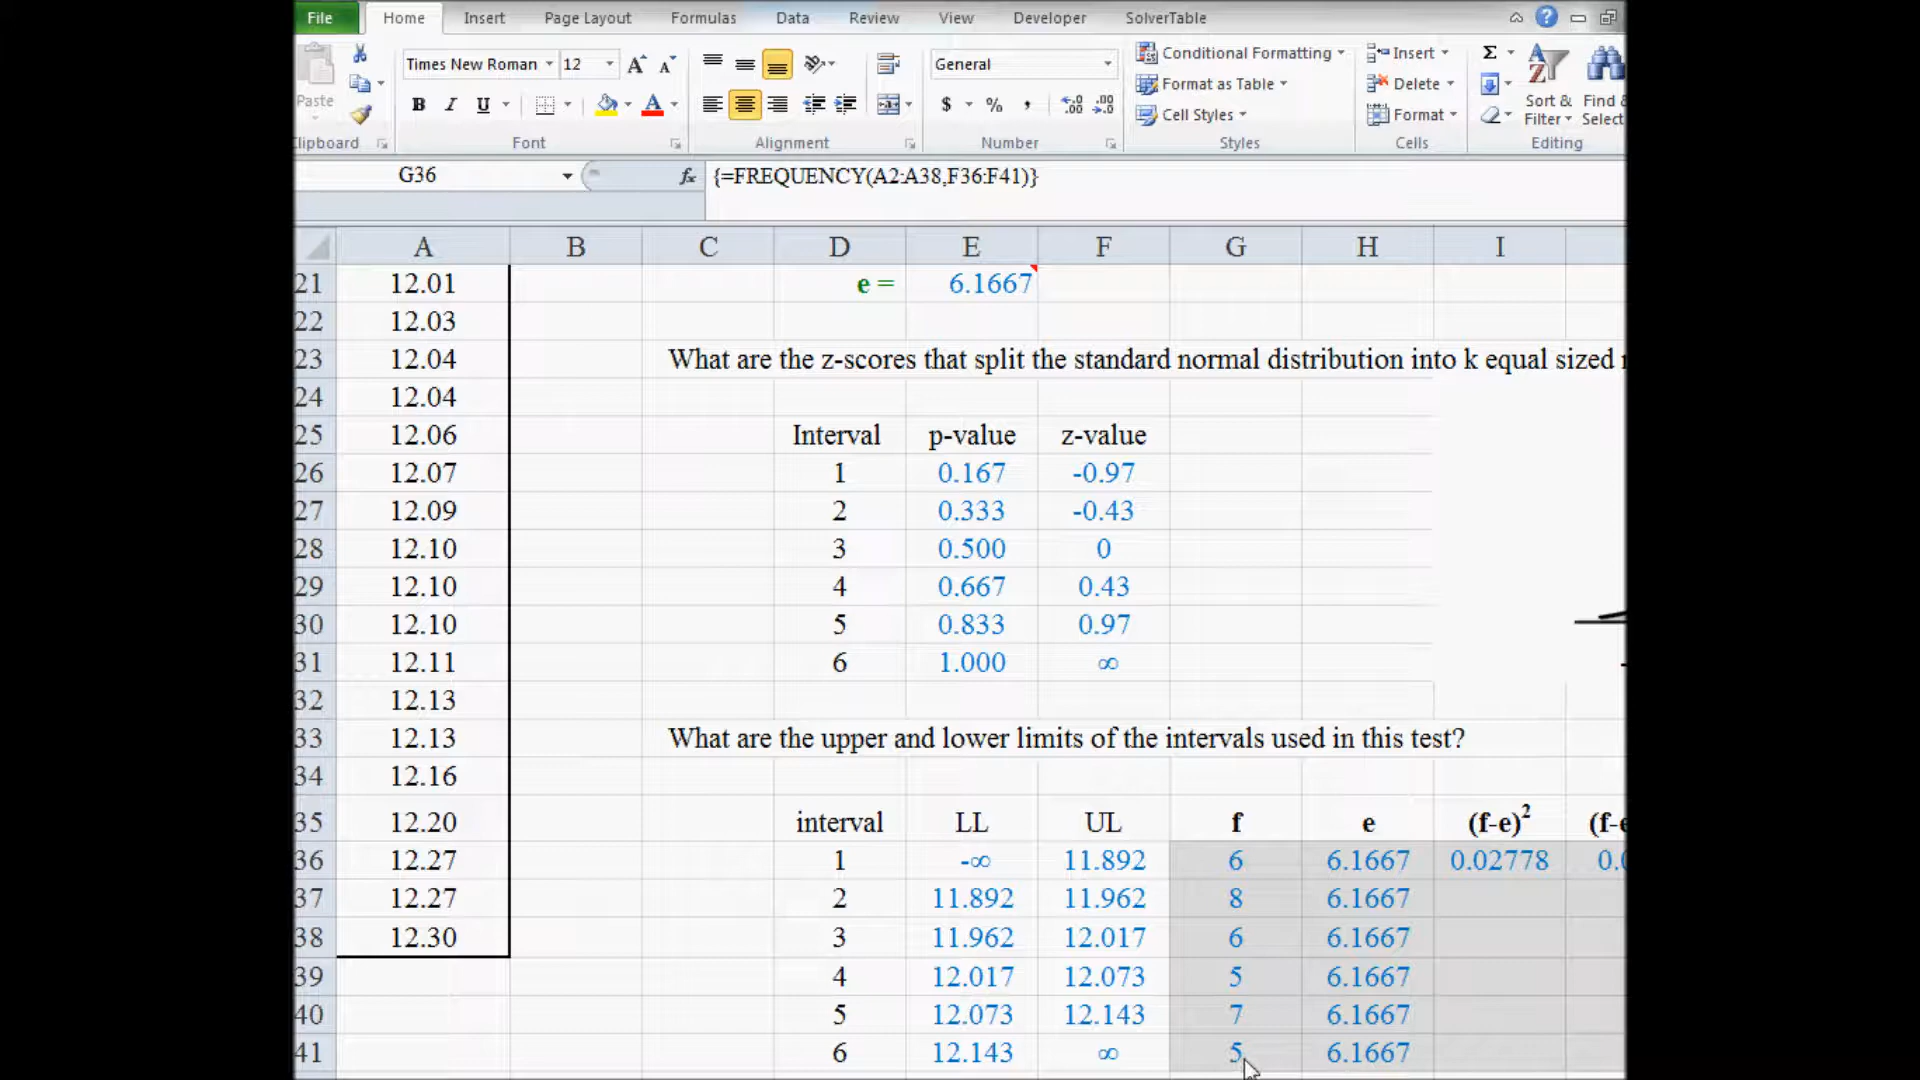 File Home Insert Page Layout Formulas Data Review View Developer SolverTable
Paste
Times New Roman 12
General
Conditional Formatting
Format as Table
Cell Styles
Insert
Delete
Format
Sort & Filter
Find & Select
B I U
$ % ,
Clipboard Font Alignment Number Styles Cells Editing
G36 fx {=FREQUENCY(A2:A38,F36:F41)}
A B C D E F G H I
21 12.01 e = 6.1667
22 12.03
23 12.04 What are the z-scores that split the standard normal distribution into k equal sized
24 12.04
25 12.06 Interval p-value z-value
26 12.07 1 0.167 -0.97
27 12.09 2 0.333 -0.43
28 12.10 3 0.500 0
29 12.10 4 0.667 0.43
30 12.10 5 0.833 0.97
31 12.11 6 1.000 ∞
32 12.13
33 12.13 What are the upper and lower limits of the intervals used in this test?
34 12.16
35 12.20 interval LL UL f e (f-e)² (f-e
36 12.27 1 -∞ 11.892 6 6.1667 0.02778 0.0
37 12.27 2 11.892 11.962 8 6.1667
38 12.30 3 11.962 12.017 6 6.1667
39 4 12.017 12.073 5 6.1667
40 5 12.073 12.143 7 6.1667
41 6 12.143 ∞ 5 6.1667